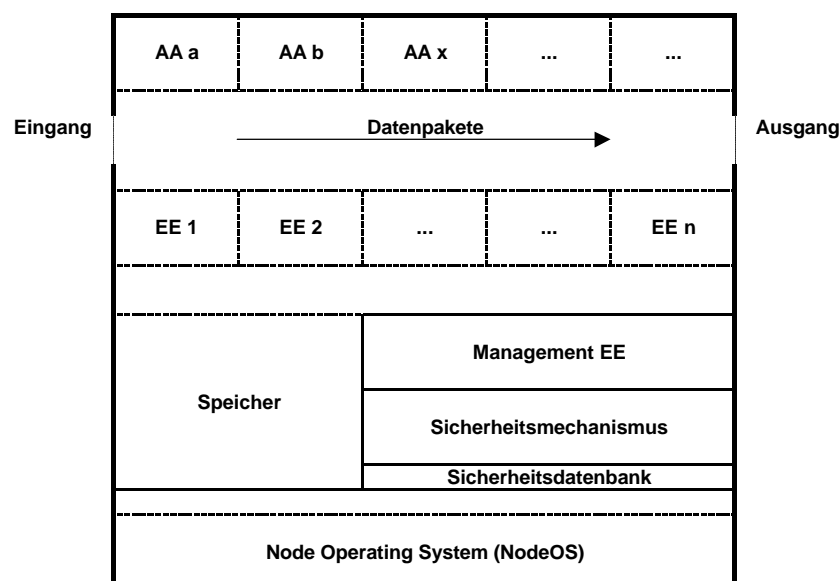 AA a AA b AA x ... ...
Eingang Datenpakete Ausgang
EE 1 EE 2 ... ... EE n
Management EE
Speicher
Sicherheitsmechanismus
Sicherheitsdatenbank
Node Operating System (NodeOS)